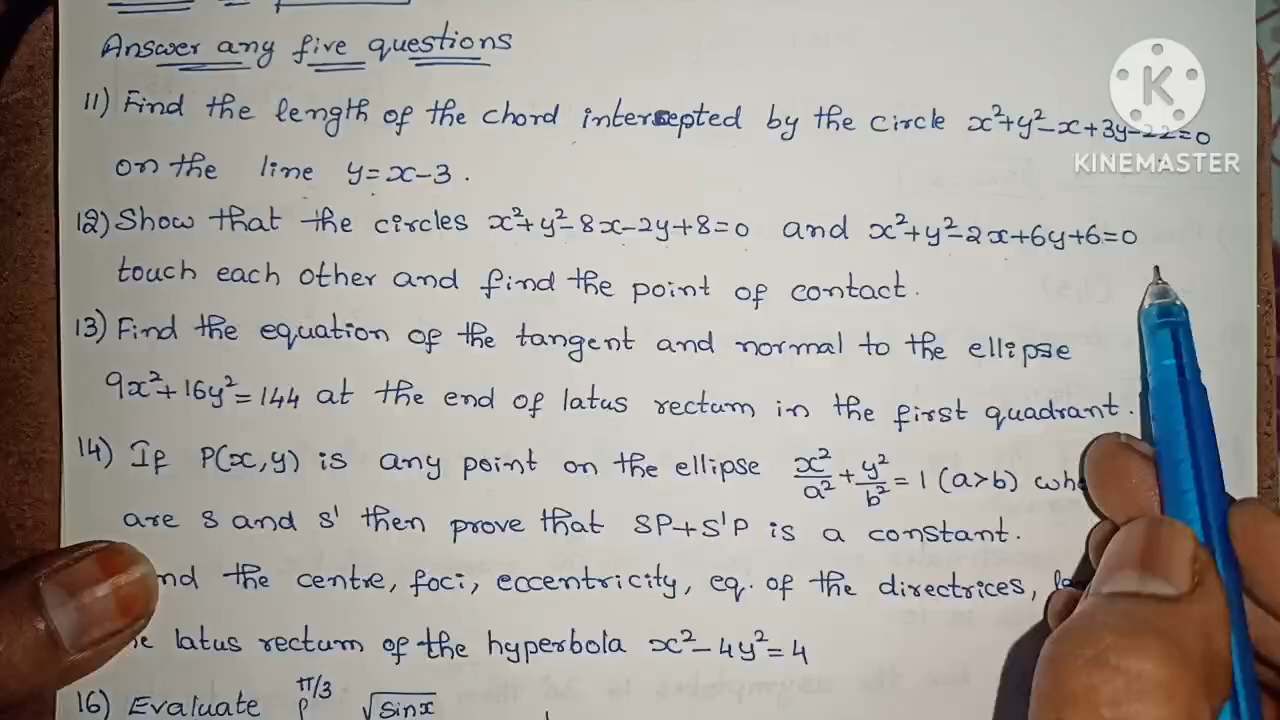 Answer any five questions
K
KINEMASTER
11) Find the length of the chord intersepted by the circle x²+y²-x+3y-22=0
on the line y=x-3.
12) Show that the circles x²+y²-8x-2y+8=0 and x²+y²-2x+6y+6=0
touch each other and find the point of contact.
13) Find the equation of the tangent and normal to the ellipse
9x²+16y²=144 at the end of latus rectum in the first quadrant.
14) If P(x,y) is any point on the ellipse x²/a²+y²/b²=1 (a>b)
are S and S' then prove that SP+S'P is a constant.
the centre, foci, eccentricity, eq. of the directrices,
latus rectum of the hyperbola x²-4y²=4
16) Evaluate π/3 √sinx